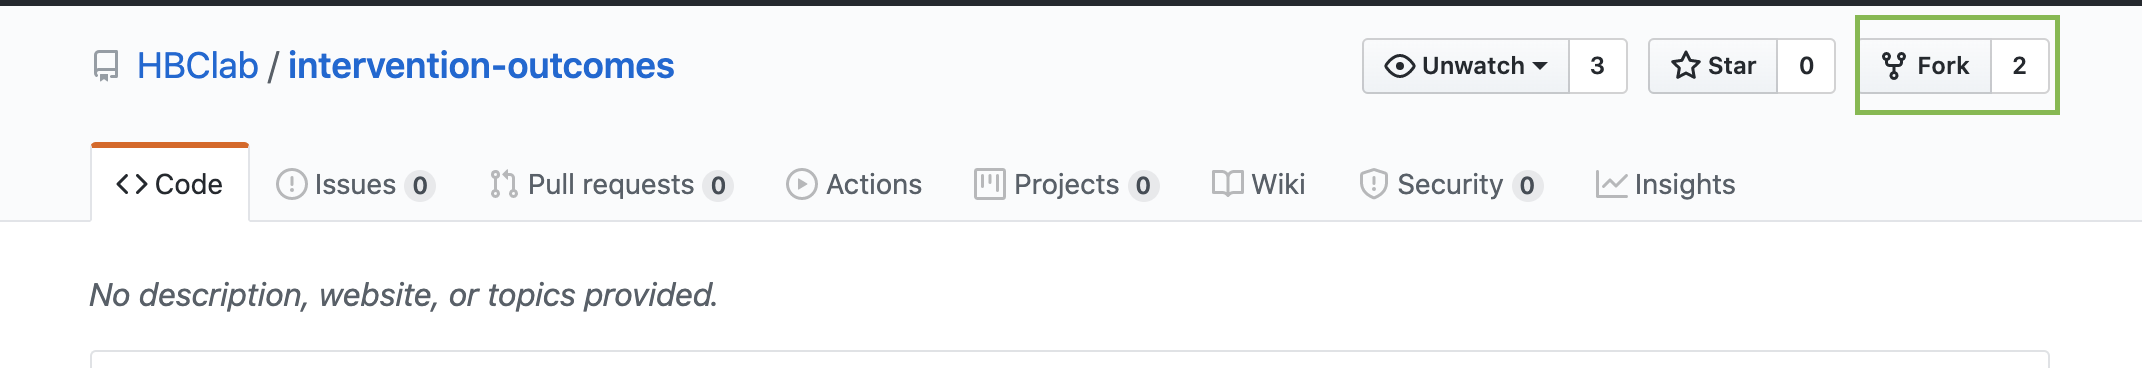 HBClab / intervention-outcomes
Unwatch 3
Star 0
Fork 2
Code
Issues 0
Pull requests 0
Actions
Projects 0
Wiki
Security 0
Insights
No description, website, or topics provided.